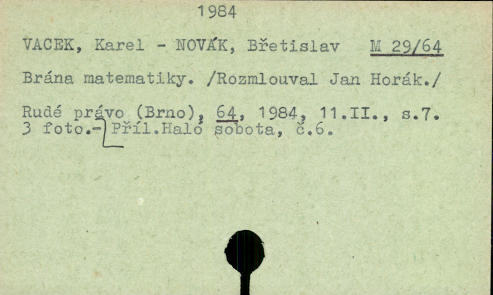 1984
VACEK, Karel - NOVÁK, Břetislav M 29/64
Brána matematiky. /Rozmlouval Jan Horák./
Rudé právo (Brno), 64, 1984, 11.II., s.7.
3 foto.- Příl.Haló sobota, č.6.